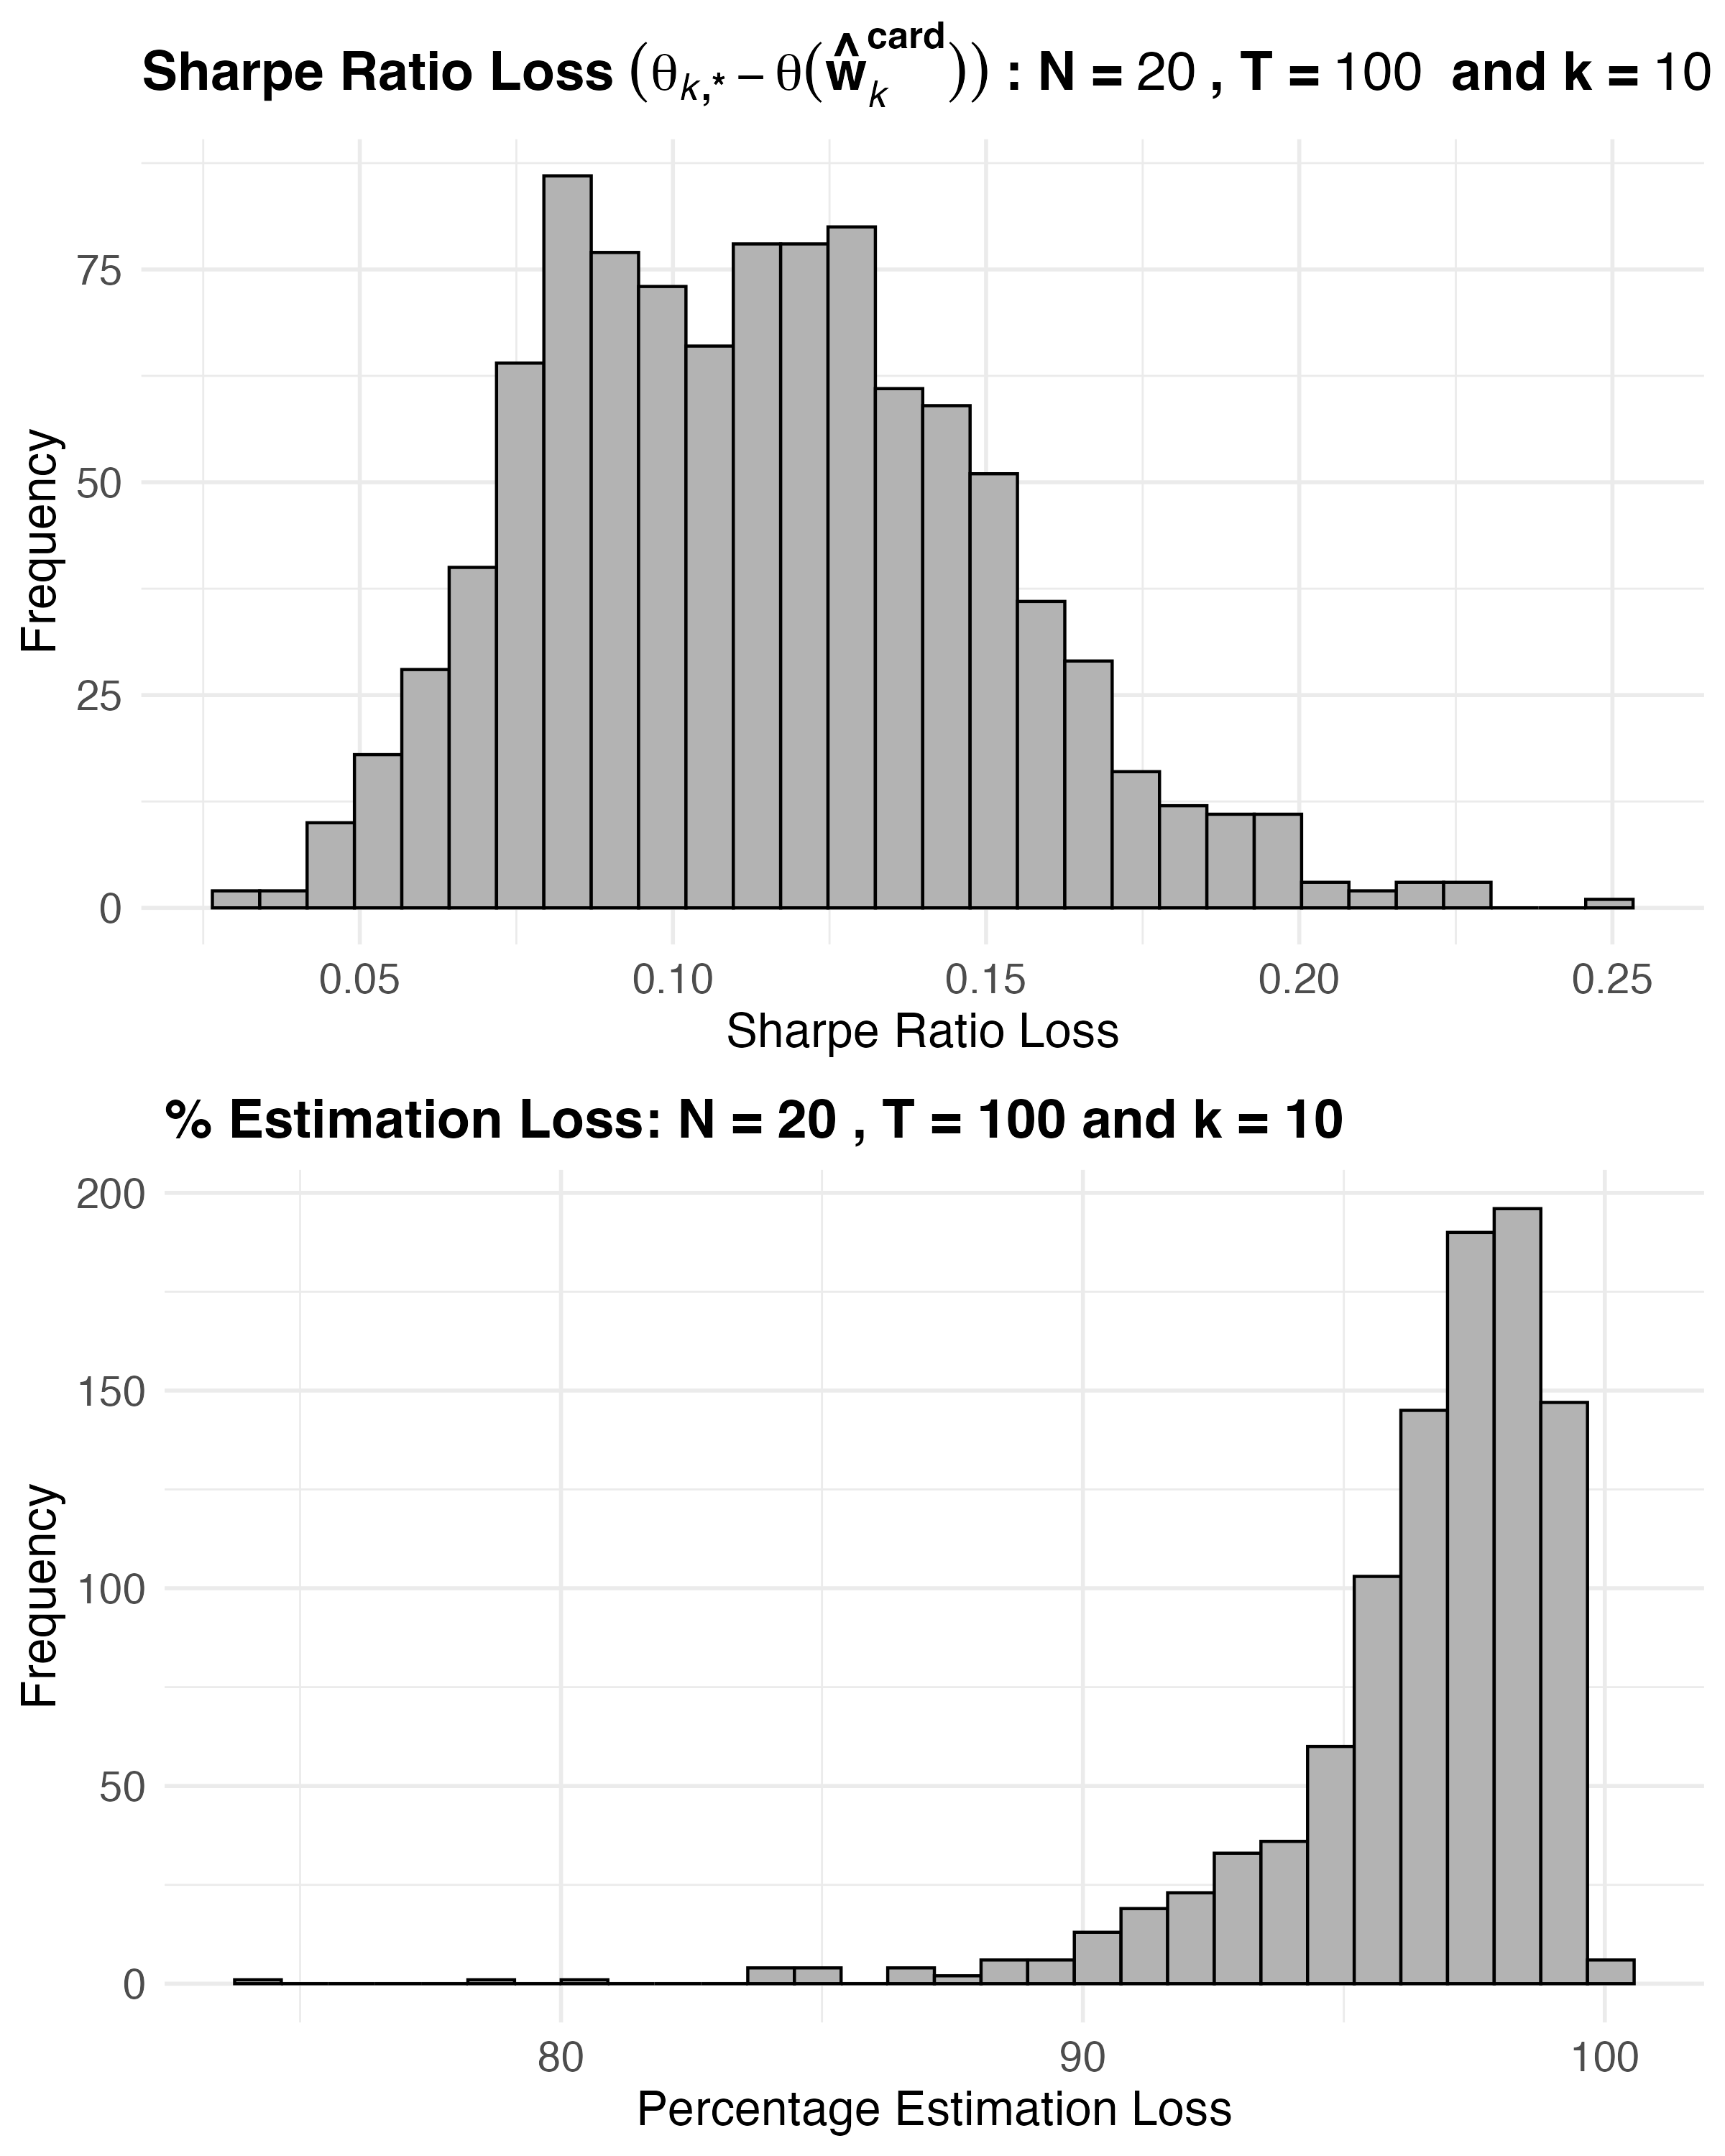 Sharpe Ratio Loss (θk,* − θ(ŵkcard)) : N = 20 , T = 100 and k = 10
75
50
25
0
Frequency
0.05 0.10 0.15 0.20 0.25
Sharpe Ratio Loss
% Estimation Loss: N = 20 , T = 100 and k = 10
200
150
100
50
0
Frequency
80 90 100
Percentage Estimation Loss